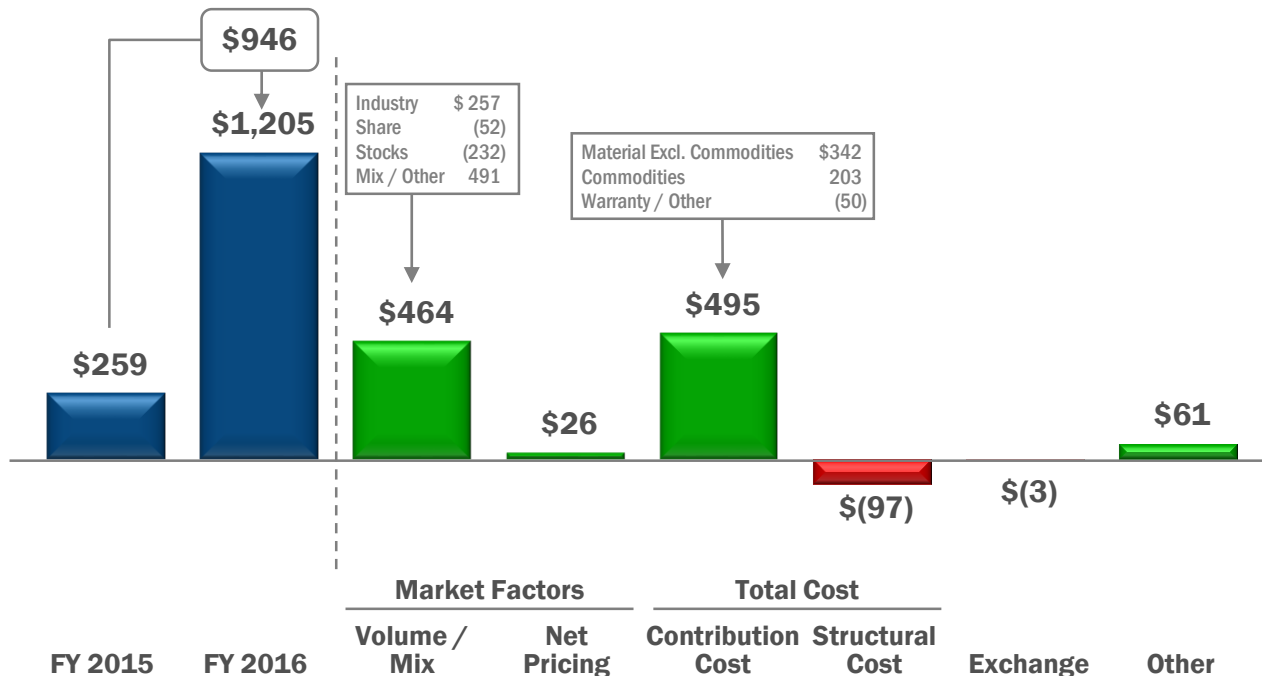 $946
$1,205
$259
Industry $ 257
Share (52)
Stocks (232)
Mix / Other 491
$464
$26
Material Excl. Commodities $342
Commodities 203
Warranty / Other (50)
$495
$(97)
$(3)
$61
Market Factors
Total Cost
FY 2015
FY 2016
Volume /
Mix
Net
Pricing
Contribution
Cost
Structural
Cost
Exchange
Other